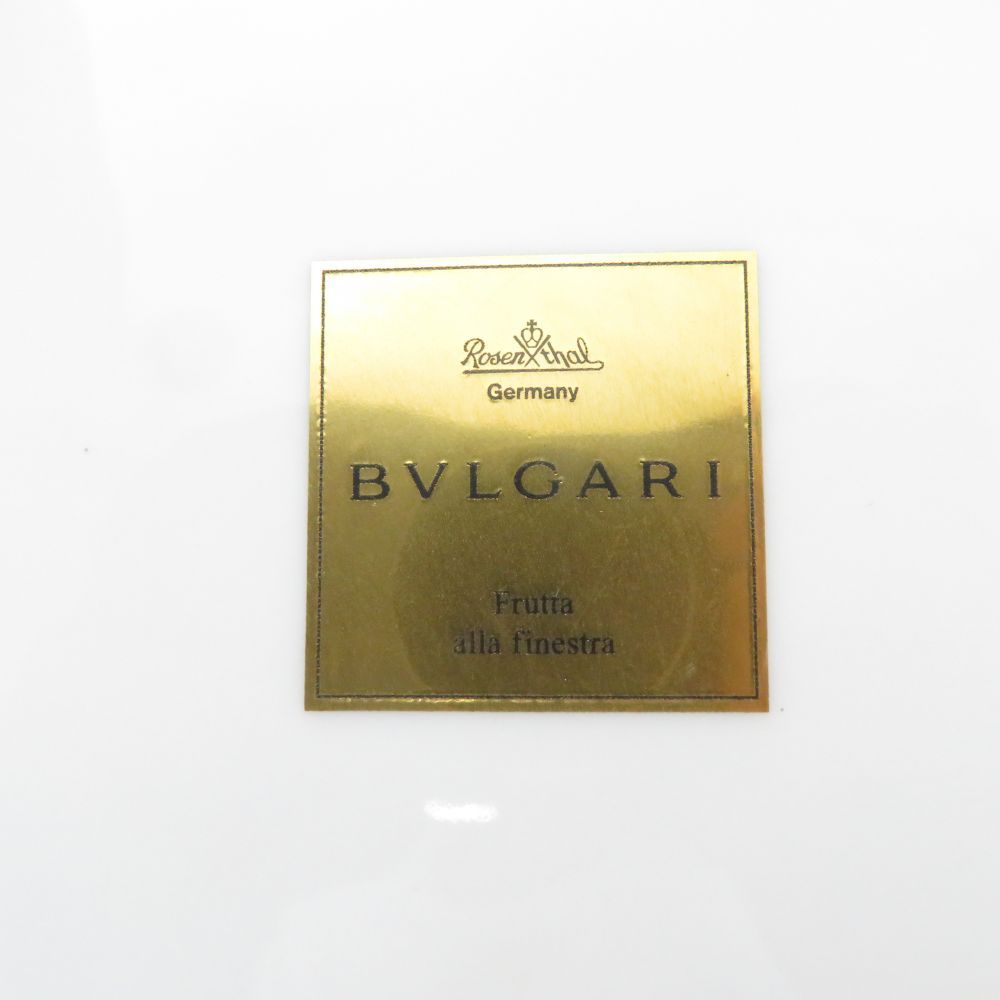 Rosenthal
Germany
BVLGARI
Frutta
alla finestra